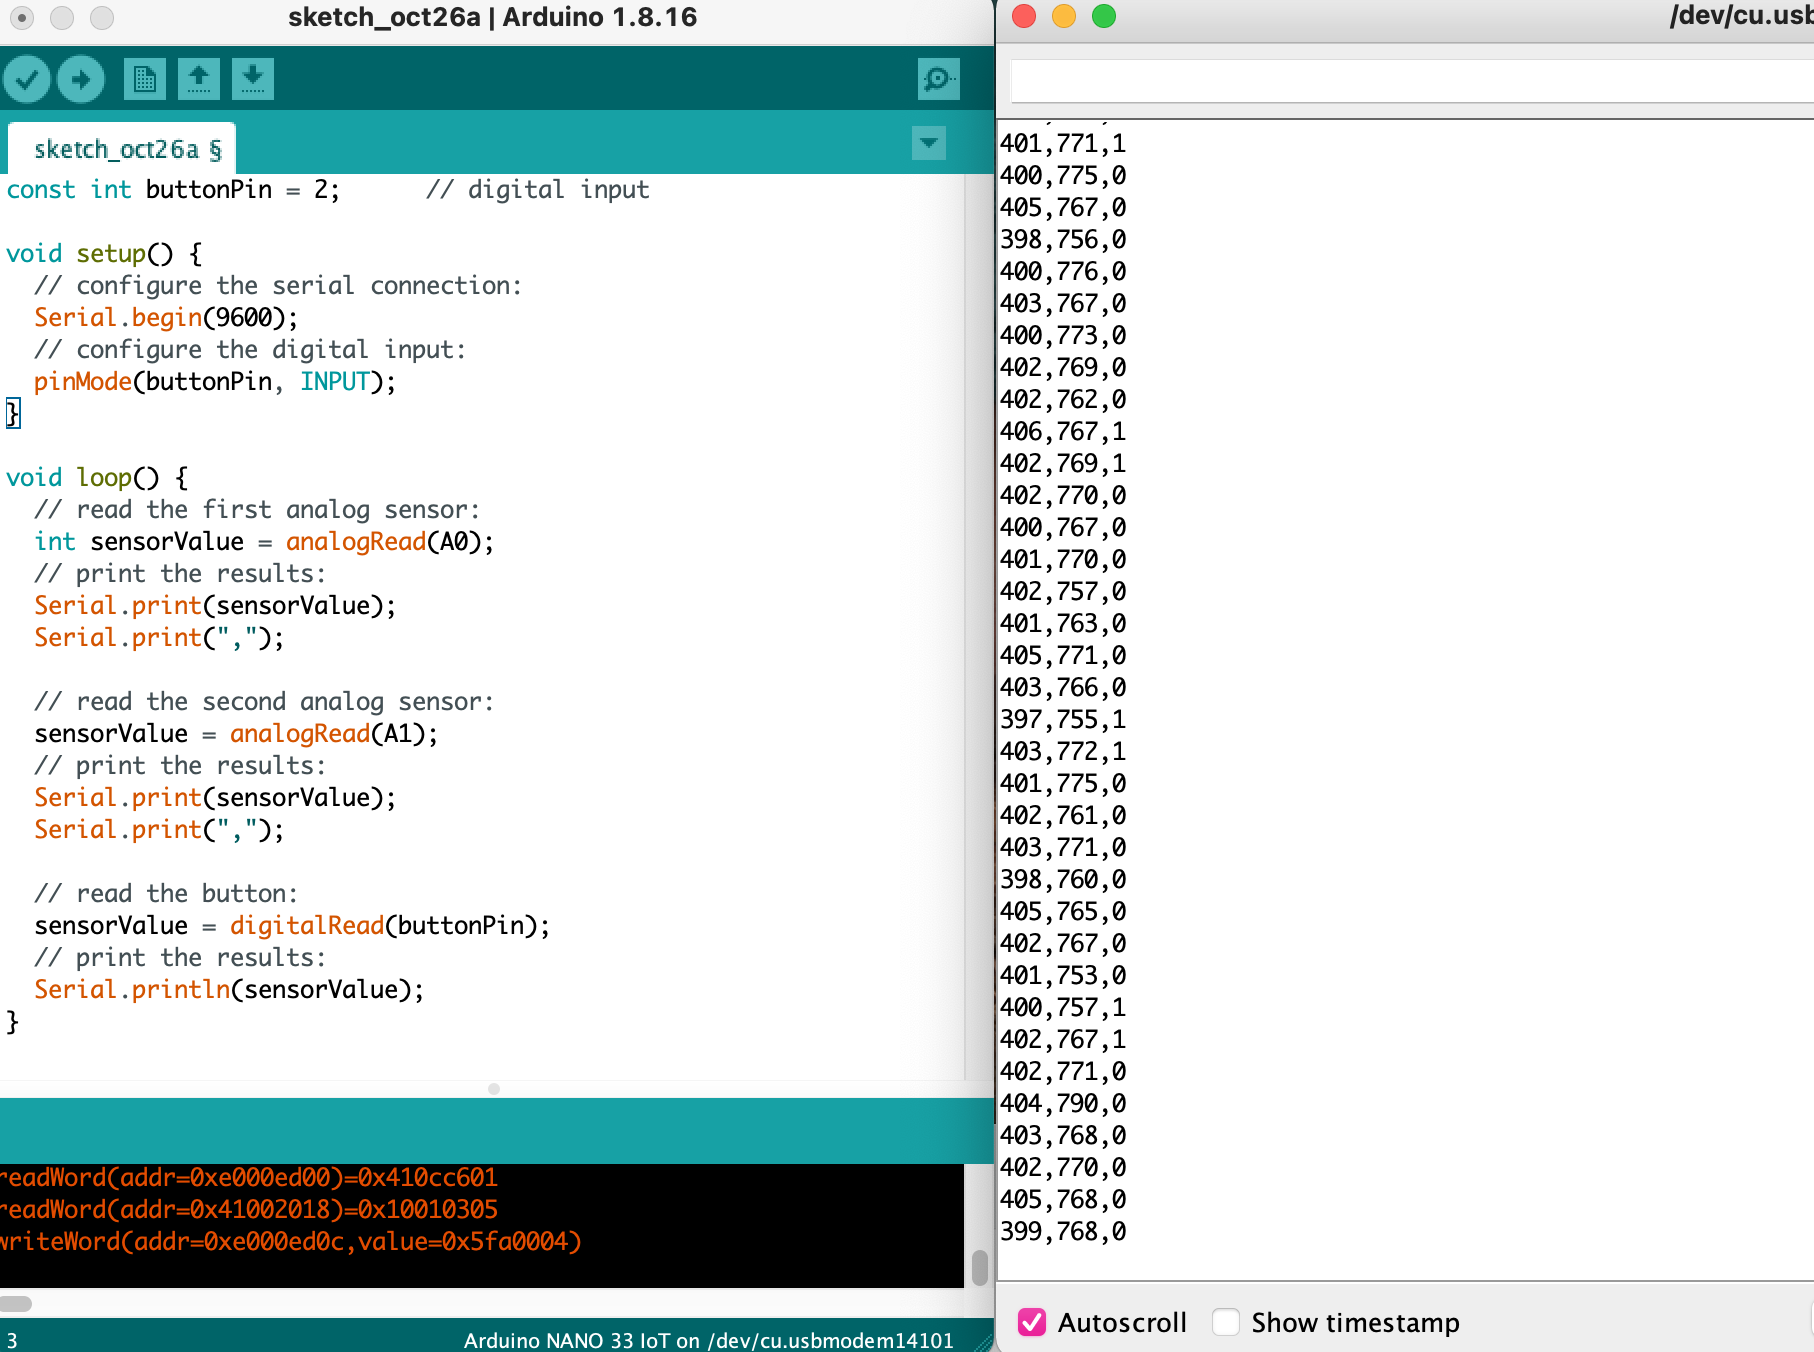 sketch_oct26a | Arduino 1.8.16
sketch_oct26a §
const int buttonPin = 2;      // digital input
void setup() {
  // configure the serial connection:
  Serial.begin(9600);
  // configure the digital input:
  pinMode(buttonPin, INPUT);
}
void loop() {
  // read the first analog sensor:
  int sensorValue = analogRead(A0);
  // print the results:
  Serial.print(sensorValue);
  Serial.print(",");
  // read the second analog sensor:
  sensorValue = analogRead(A1);
  // print the results:
  Serial.print(sensorValue);
  Serial.print(",");
  // read the button:
  sensorValue = digitalRead(buttonPin);
  // print the results:
  Serial.println(sensorValue);
}
readWord(addr=0xe000ed00)=0x410cc601
readWord(addr=0x41002018)=0x10010305
writeWord(addr=0xe000ed0c,value=0x5fa0004)
3
Arduino NANO 33 IoT on /dev/cu.usbmodem14101
/dev/cu.usb
401,771,1
400,775,0
405,767,0
398,756,0
400,776,0
403,767,0
400,773,0
402,769,0
402,762,0
406,767,1
402,769,1
402,770,0
400,767,0
401,770,0
402,757,0
401,763,0
405,771,0
403,766,0
397,755,1
403,772,1
401,775,0
402,761,0
403,771,0
398,760,0
405,765,0
402,767,0
401,753,0
400,757,1
402,767,1
402,771,0
404,790,0
403,768,0
402,770,0
405,768,0
399,768,0
Autoscroll
Show timestamp